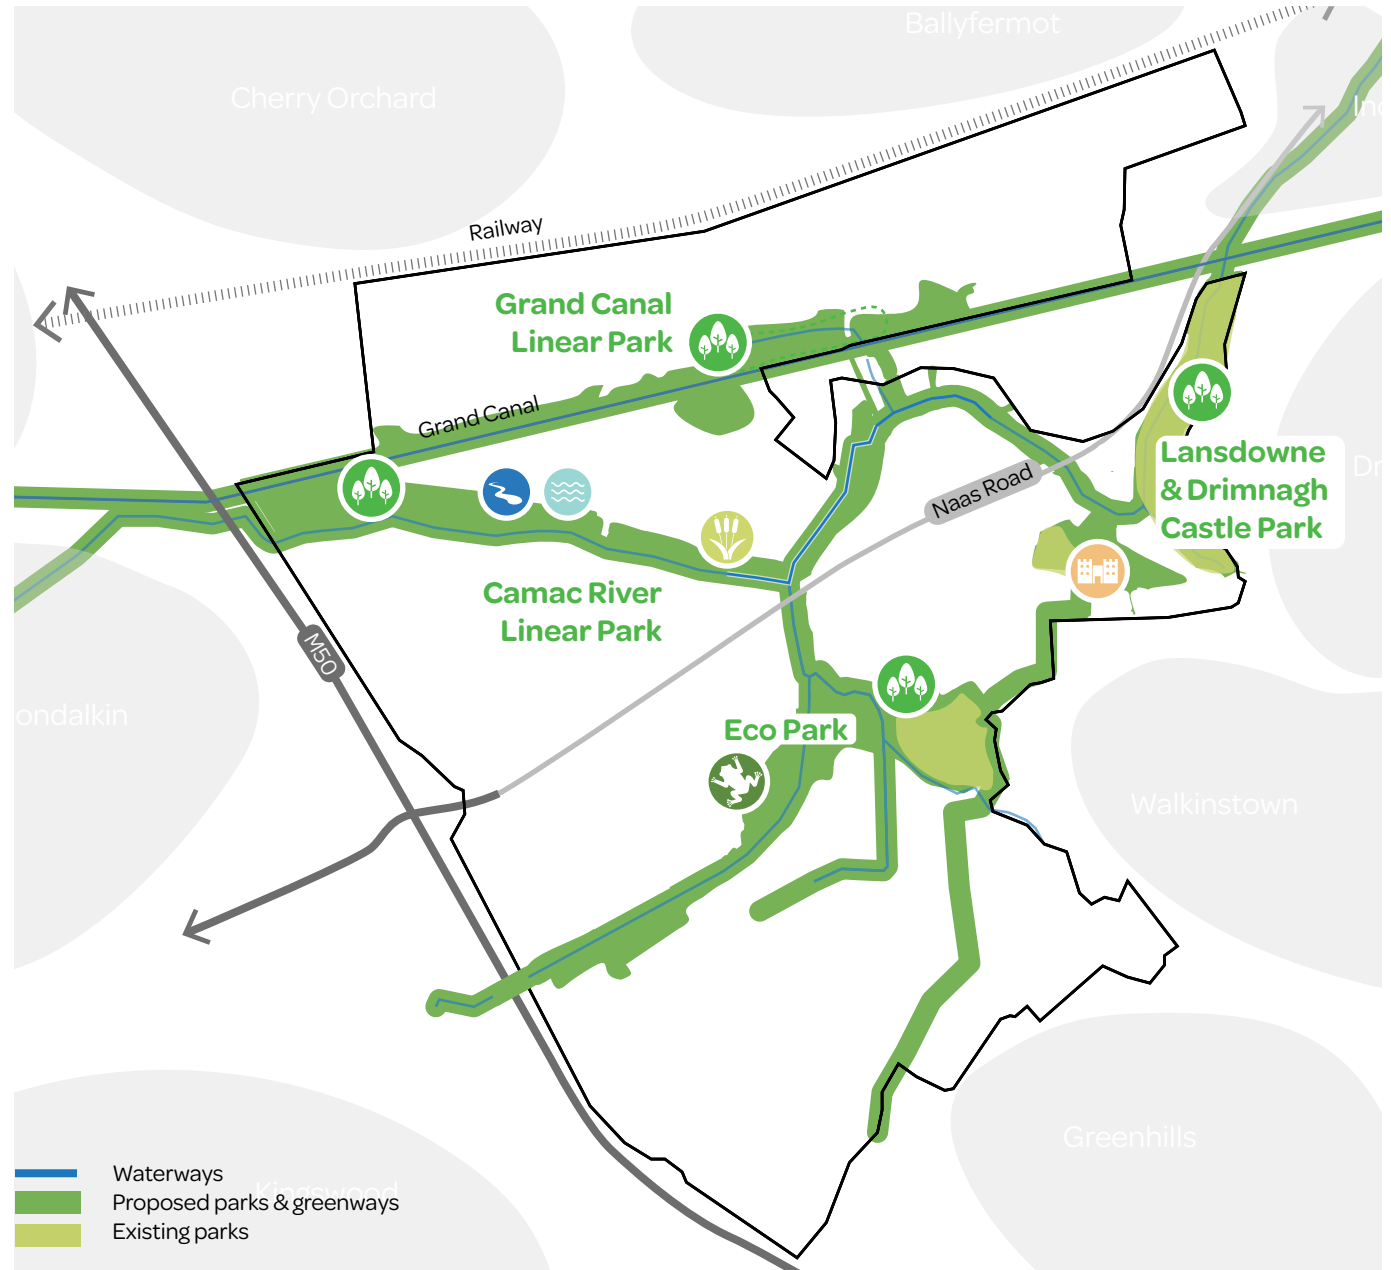 Ballyfermot
Cherry Orchard
Railway
Grand Canal
Linear Park
Grand Canal
Lansdowne
& Drimnagh
Castle Park
Naas Road
Camac River
Linear Park
M50
ondalkin
Eco Park
Walkinstown
Greenhills
Kingswood
Waterways
Proposed parks & greenways
Existing parks